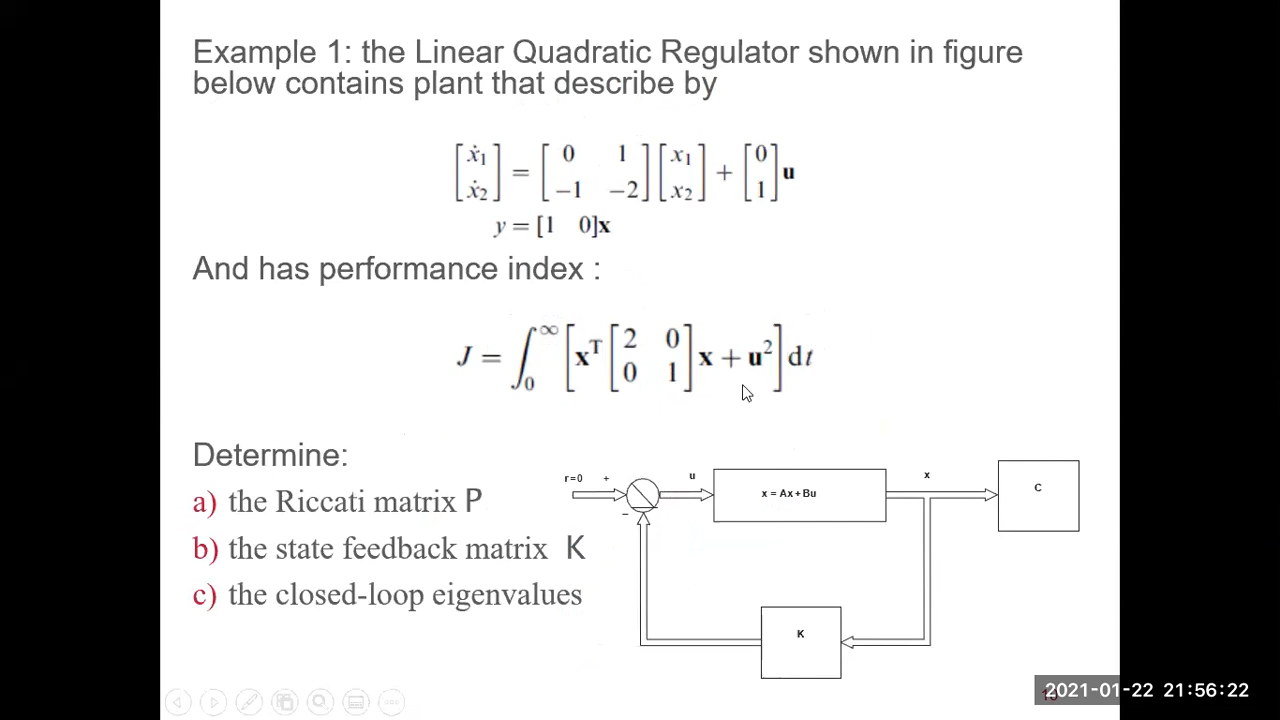 Example 1: the Linear Quadratic Regulator shown in figure
below contains plant that describe by
[ẋ1 ẋ2] = [0 1 −1 −2] [x1 x2] + [0 1] u
y = [1 0]x
And has performance index :
J = ∫0^∞ [x^T [2 0 0 1] x + u^2] dt
Determine:
a) the Riccati matrix P
b) the state feedback matrix K
c) the closed-loop eigenvalues
r=0
+
−
u
x = Ax + Bu
x
C
K
2021-01-22 21:56:22